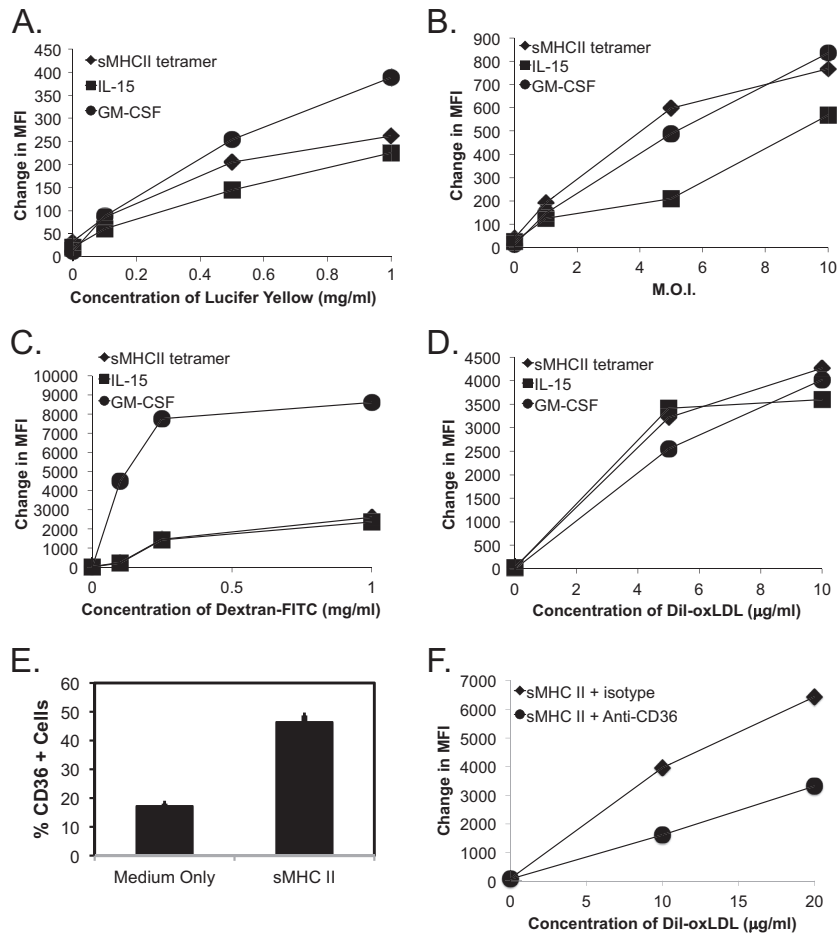 A.
450
400
350
300
250
200
150
100
50
0
Change in MFI
sMHCII tetramer
IL-15
GM-CSF
0 0.2 0.4 0.6 0.8 1
Concentration of Lucifer Yellow (mg/ml)
B.
900
800
700
600
500
400
300
200
100
0
Change in MFI
sMHCII tetramer
IL-15
GM-CSF
0 2 4 6 8 10
M.O.I.
C.
10000
9000
8000
7000
6000
5000
4000
3000
2000
1000
0
Change in MFI
sMHCII tetramer
IL-15
GM-CSF
0 0.5 1
Concentration of Dextran-FITC (mg/ml)
D.
4500
4000
3500
3000
2500
2000
1500
1000
500
0
Change in MFI
sMHCII tetramer
IL-15
GM-CSF
0 2 4 6 8 10
Concentration of Dil-oxLDL (µg/ml)
E.
60
50
40
30
20
10
0
% CD36 + Cells
Medium Only sMHC II
F.
7000
6000
5000
4000
3000
2000
1000
0
Change in MFI
sMHC II + isotype
sMHC II + Anti-CD36
0 5 10 15 20
Concentration of Dil-oxLDL (µg/ml)